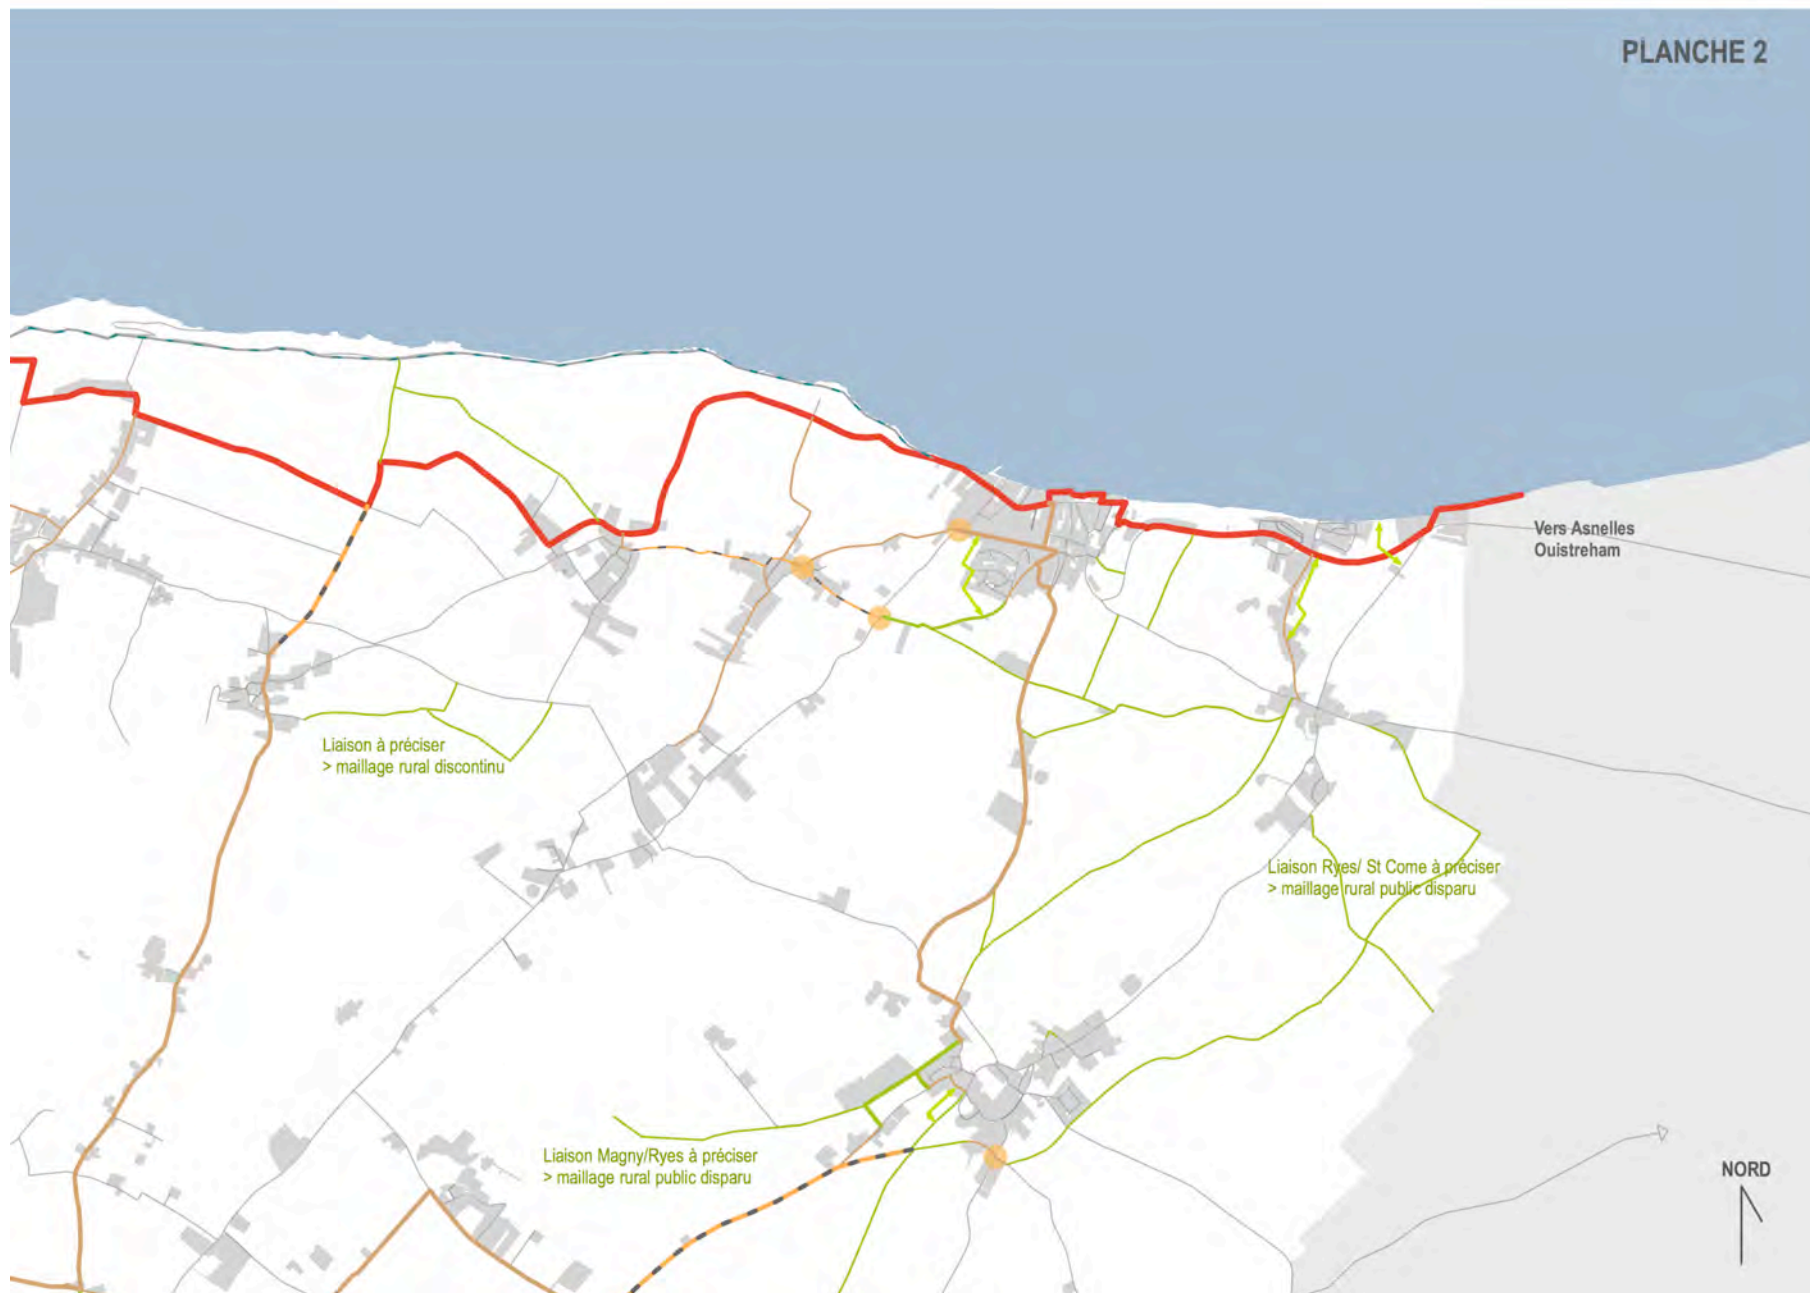 PLANCHE 2
Vers Asnelles
Ouistreham
Liaison à préciser
> maillage rural discontinu
Liaison Ryes/ St Come à préciser
> maillage rural public disparu
Liaison Magny/Ryes à préciser
> maillage rural public disparu
NORD